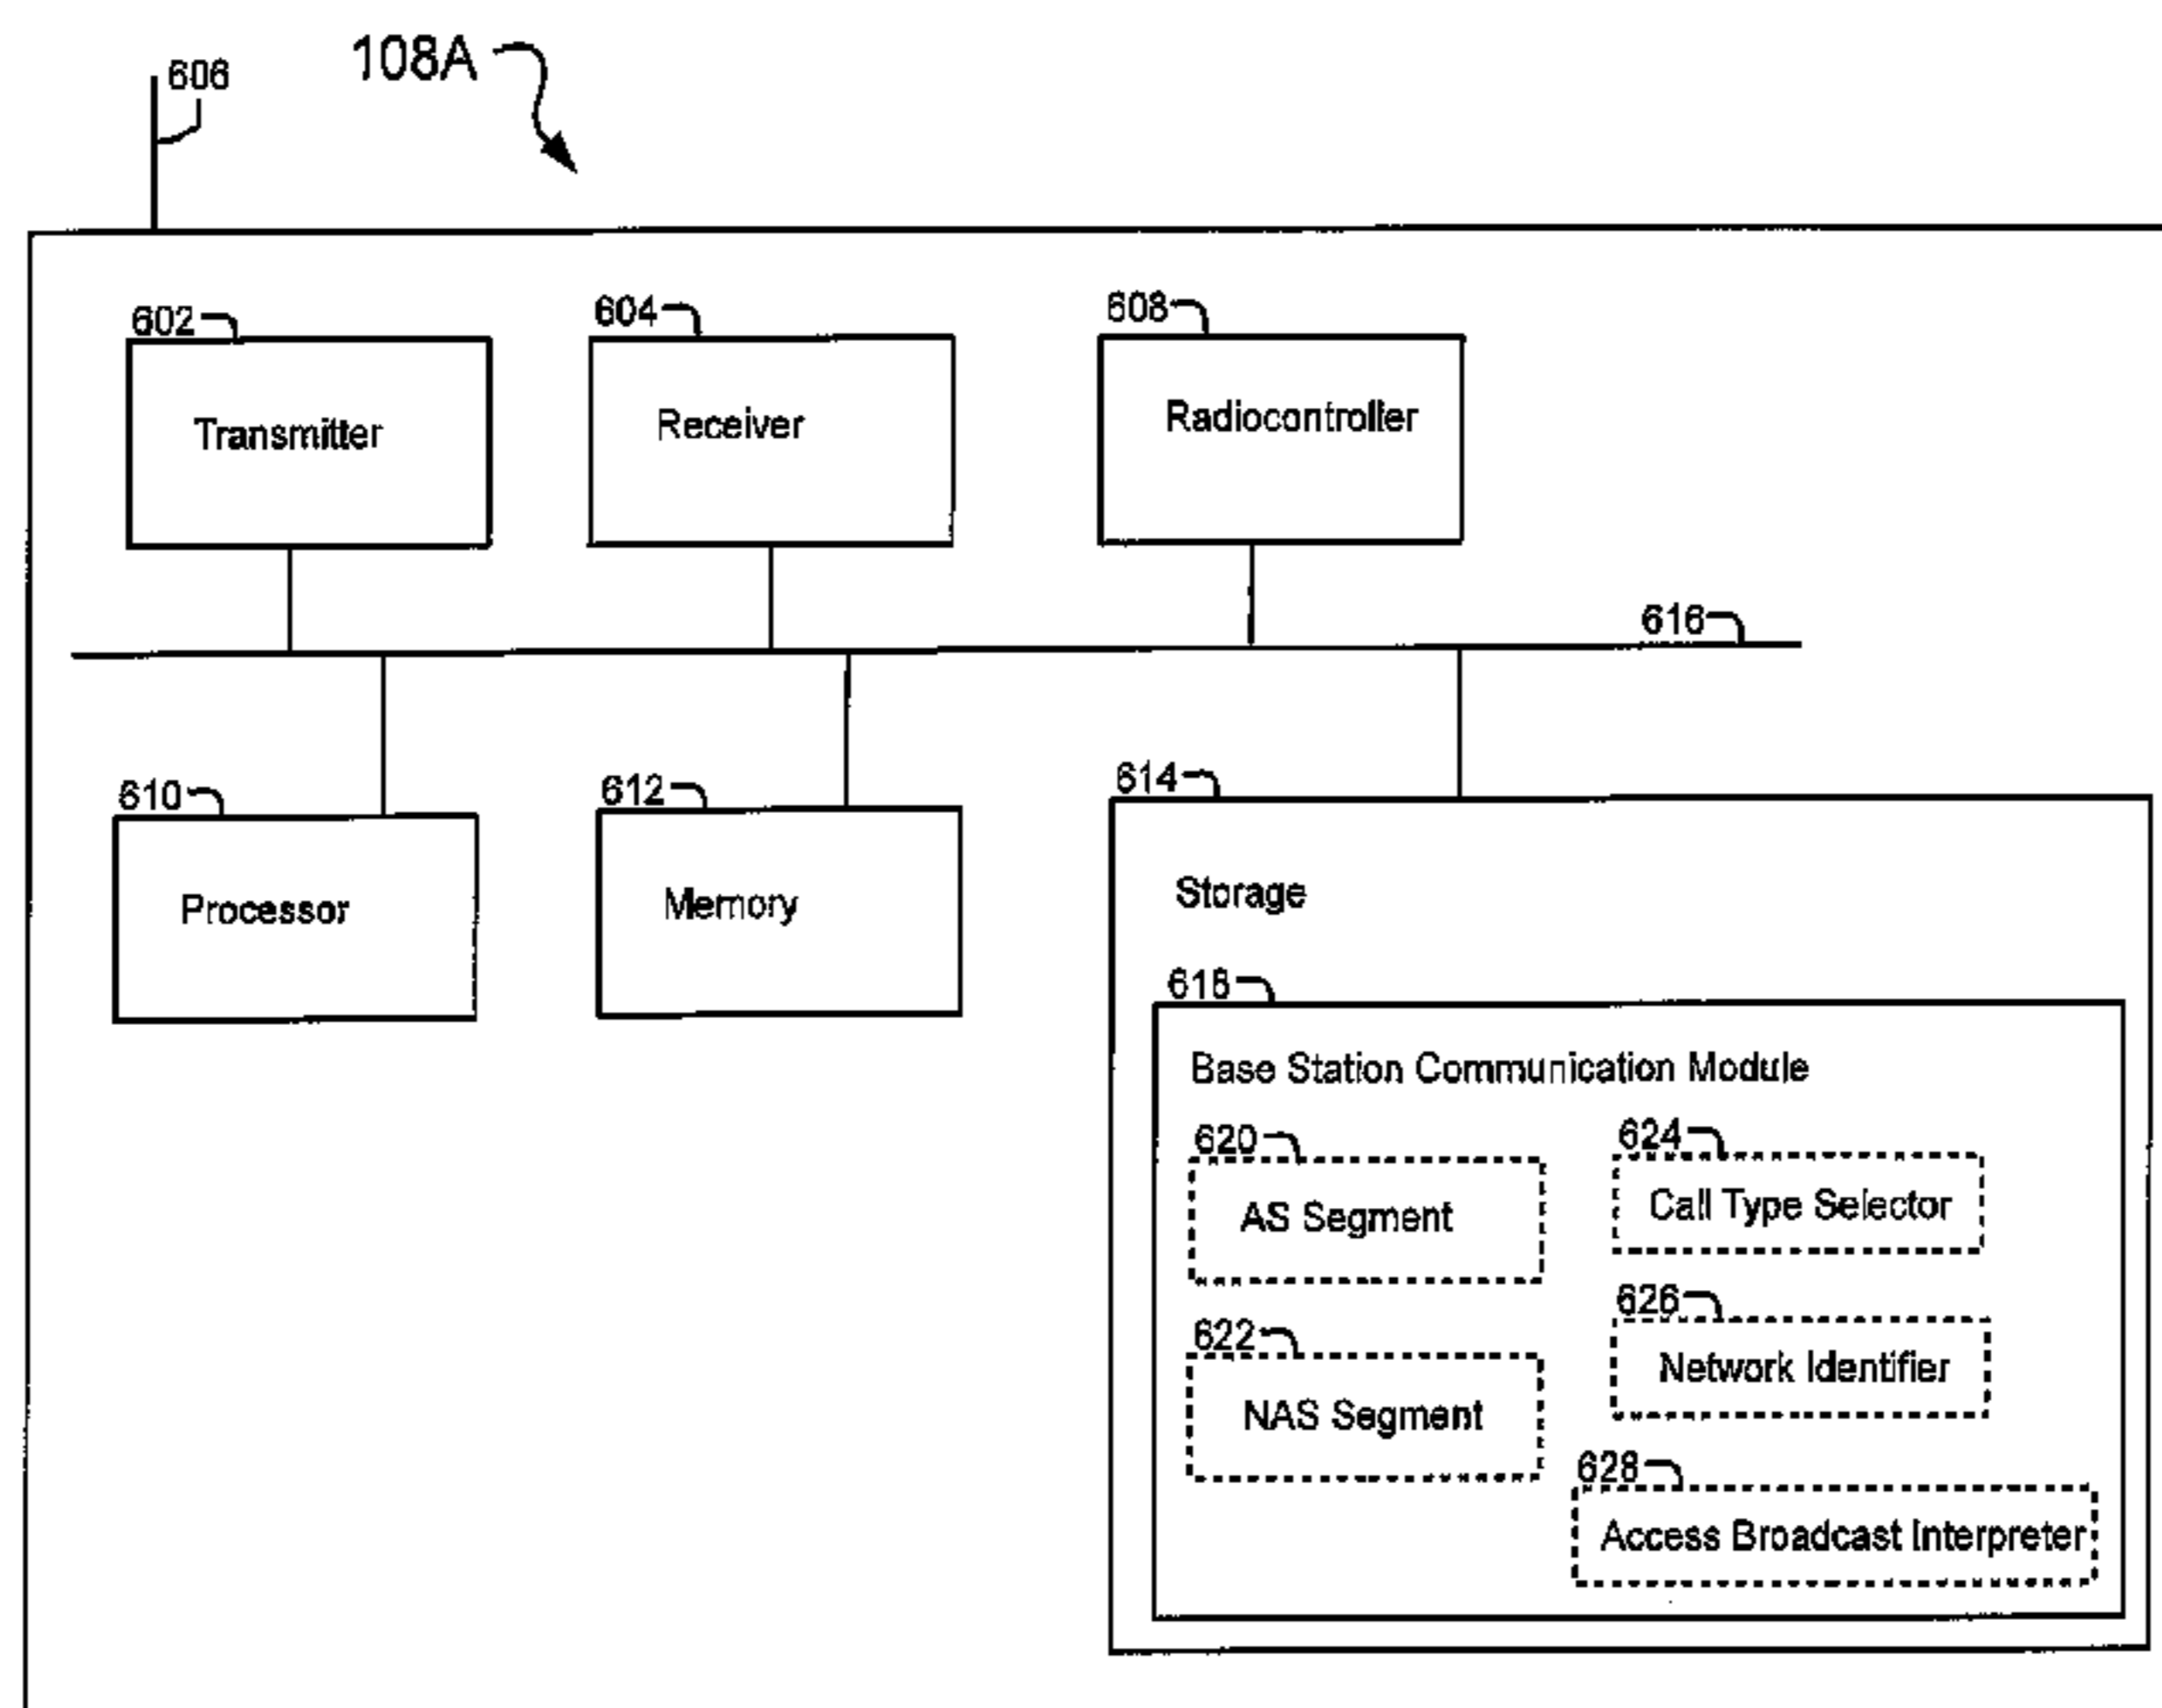 606
108A
602
Transmitter
604
Receiver
608
Radiocontroller
616
610
Processor
612
Memory
614
Storage
618
Base Station Communication Module
620
AS Segment
624
Call Type Selector
622
NAS Segment
626
Network Identifier
628
Access Broadcast Interpreter